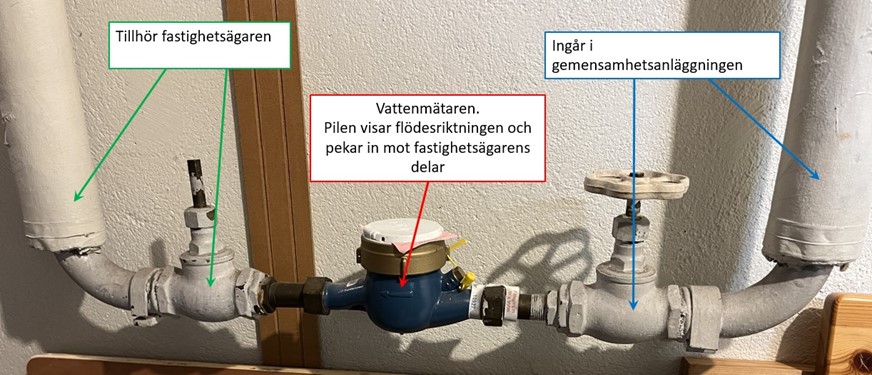 Tillhör fastighetsägaren
Ingår i
gemensamhetsanläggningen
Vattenmätaren.
Pilen visar flödesriktningen och
pekar in mot fastighetsägarens
delar